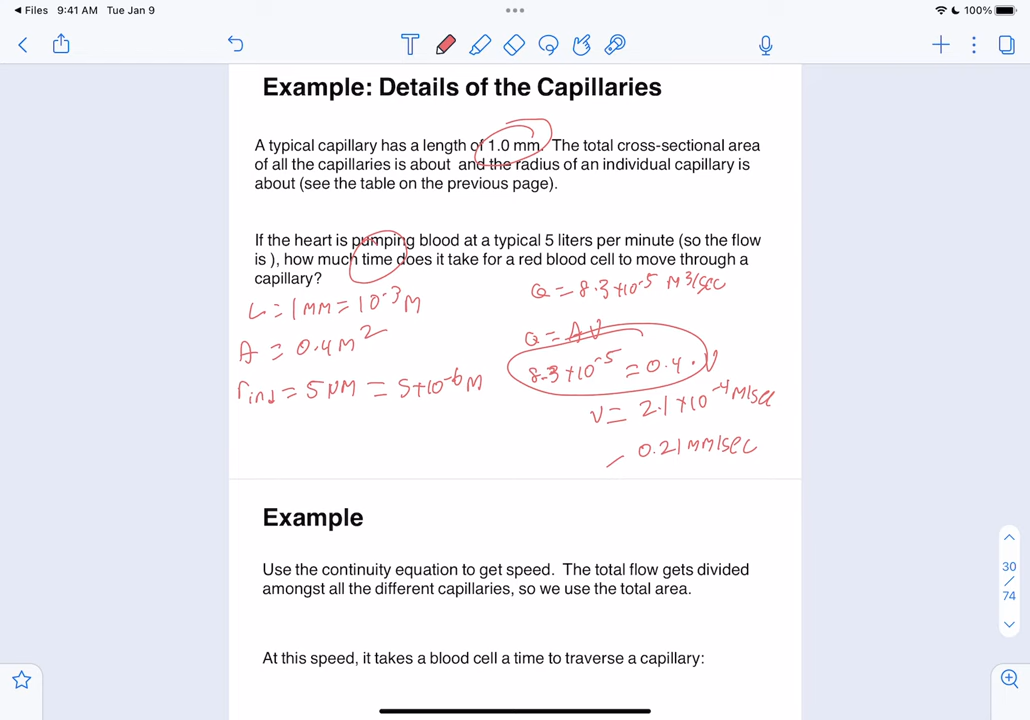 Files 9:41 AM Tue Jan 9 100%
Example: Details of the Capillaries
A typical capillary has a length of 1.0 mm. The total cross-sectional area
of all the capillaries is about and the radius of an individual capillary is
about (see the table on the previous page).
If the heart is pumping blood at a typical 5 liters per minute (so the flow
is ), how much time does it take for a red blood cell to move through a
capillary?
L = 1 MM = 10^-3 M
A = 0.4 M^2
r ind = 5 μM = 5+10^-6 M
Q = 8.3+10^-5 M^3/sec
Q = AV
8.3+10^-5 = 0.4 · V
V = 2.1+10^-4 M/sec
0.21 MM/sec
Example
Use the continuity equation to get speed. The total flow gets divided
amongst all the different capillaries, so we use the total area.
At this speed, it takes a blood cell a time to traverse a capillary:
30
/
74